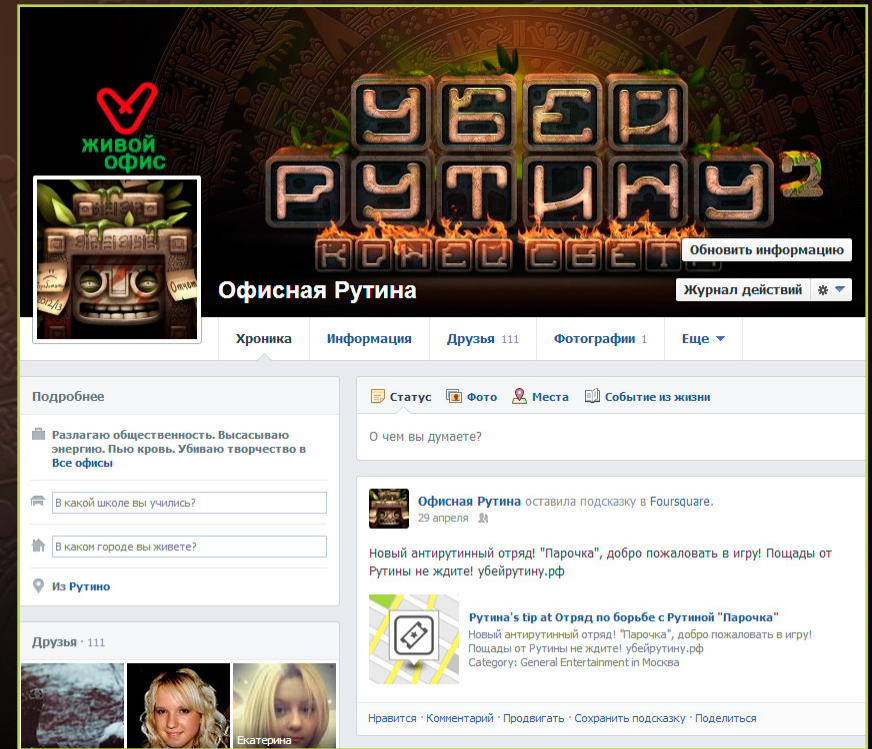 ЖИВОЙ
ОФИС
УБЕЙ
РУТИНУ 2
КОНЕЦ СВЕТА
Обновить информацию
Офисная Рутина
Журнал действий
2012/13
Отчет
Хроника
Информация
Друзья 111
Фотографии 1
Еще
Подробнее
Разлагаю общественность. Высасываю
энергию. Пью кровь. Убиваю творчество в
Все офисы
В какой школе вы учились?
В каком городе вы живете?
Из Рутино
Друзья · 111
Екатерина
Статус
Фото
Места
Событие из жизни
О чем вы думаете?
Офисная Рутина оставила подсказку в Foursquare.
29 апреля
Новый антирутинный отряд! "Парочка", добро пожаловать в игру! Пощады от
Рутины не ждите! убейрутину.рф
Рутина's tip at Отряд по борьбе с Рутиной "Парочка"
Новый антирутинный отряд! "Парочка", добро пожаловать в игру!
Пощады от Рутины не ждите! убейрутину.рф
Category: General Entertainment in Москва
Нравится · Комментарий · Продвигать · Сохранить подсказку · Поделиться